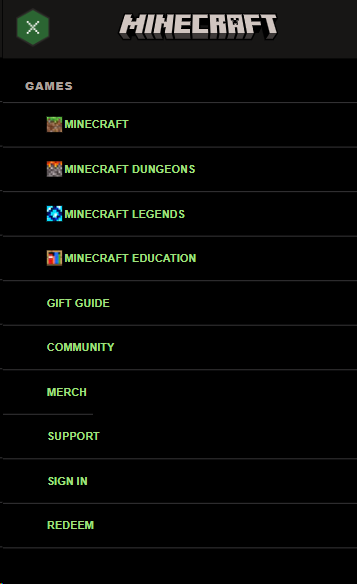 MINECRAFT
GAMES
MINECRAFT
MINECRAFT DUNGEONS
MINECRAFT LEGENDS
MINECRAFT EDUCATION
GIFT GUIDE
COMMUNITY
MERCH
SUPPORT
SIGN IN
REDEEM